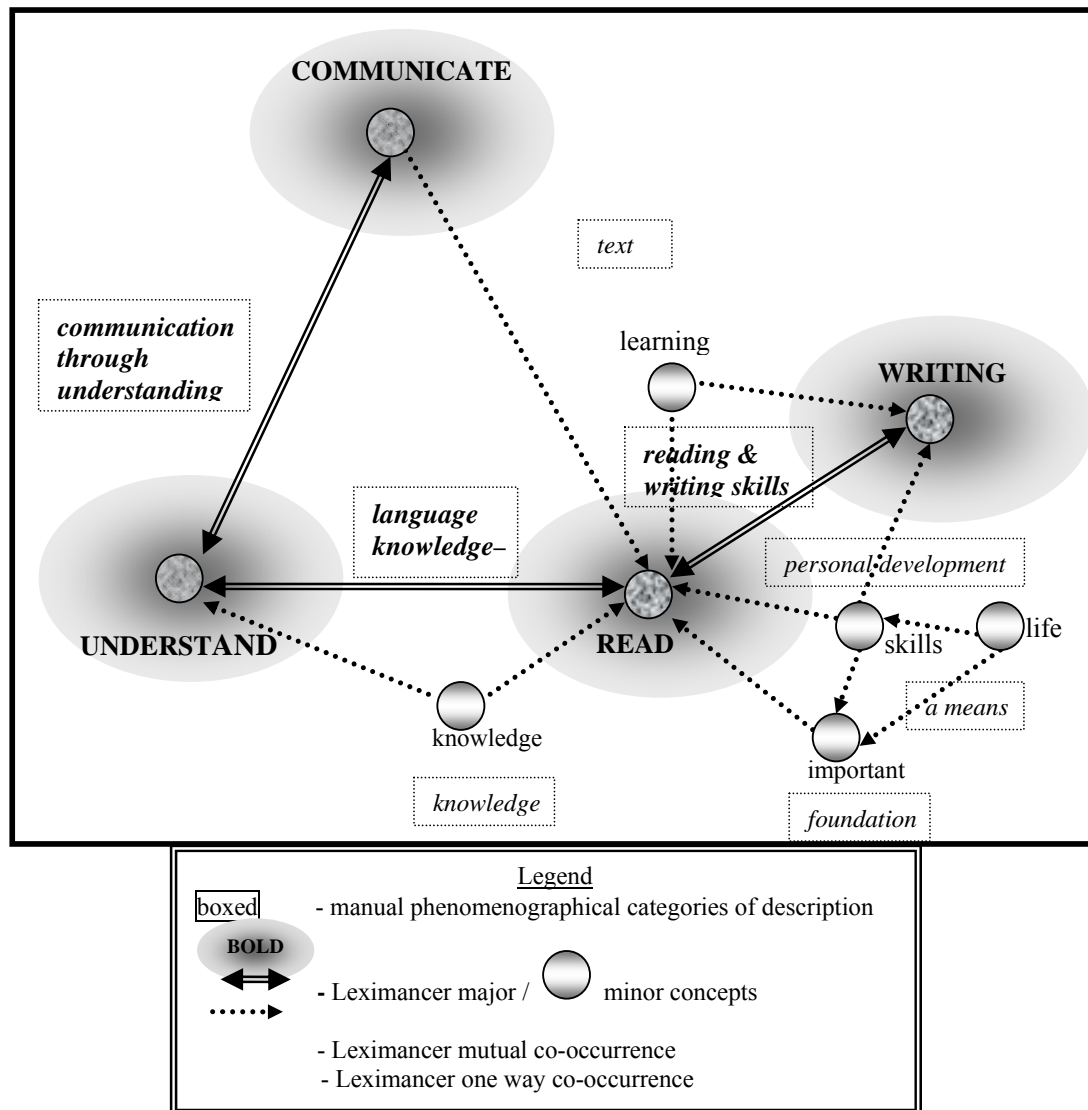 COMMUNICATE
text
communication
through
understanding
learning
WRITING
reading &
writing skills
language
knowledge–
personal development
UNDERSTAND
READ
skills
life
a means
knowledge
important
knowledge
foundation
Legend
boxed - manual phenomenographical categories of description
BOLD
- Leximancer major / minor concepts
- Leximancer mutual co-occurrence
- Leximancer one way co-occurrence